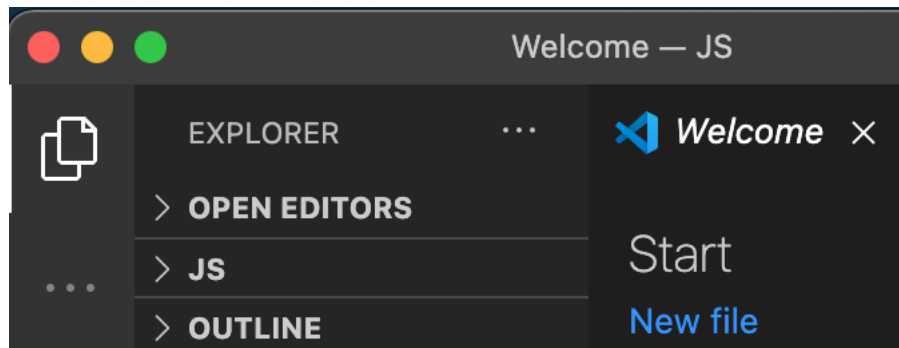 Welcome — JS
EXPLORER ···
Welcome ×
> OPEN EDITORS
> JS
> OUTLINE
Start
New file